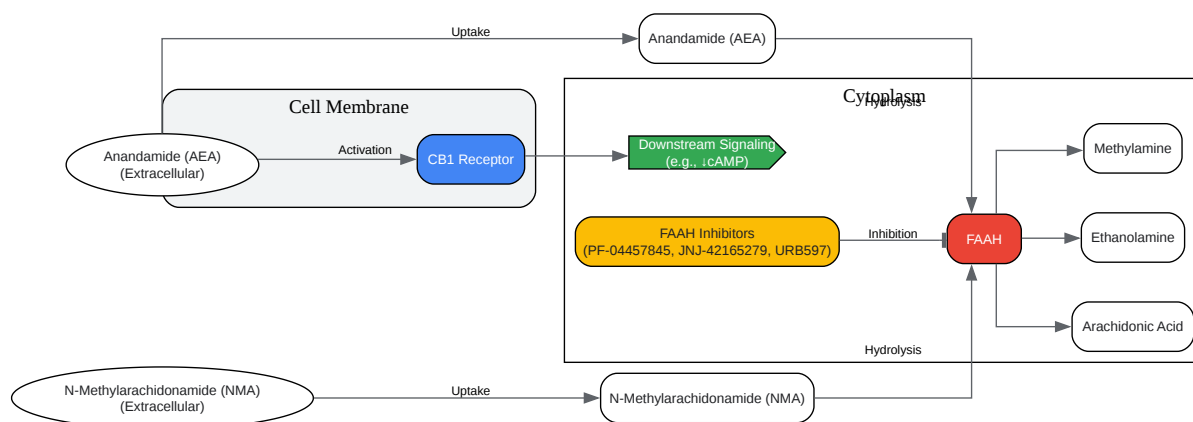 Uptake
Anandamide (AEA)
Cell Membrane
Cytoplasm
Hydrolysis
Anandamide (AEA)
(Extracellular)
Activation
CB1 Receptor
Downstream Signaling
(e.g., ↓cAMP)
Methylamine
FAAH Inhibitors
(PF-04457845, JNJ-42165279, URB597)
Inhibition
FAAH
Ethanolamine
Arachidonic Acid
Hydrolysis
N-Methylarachidonamide (NMA)
(Extracellular)
Uptake
N-Methylarachidonamide (NMA)